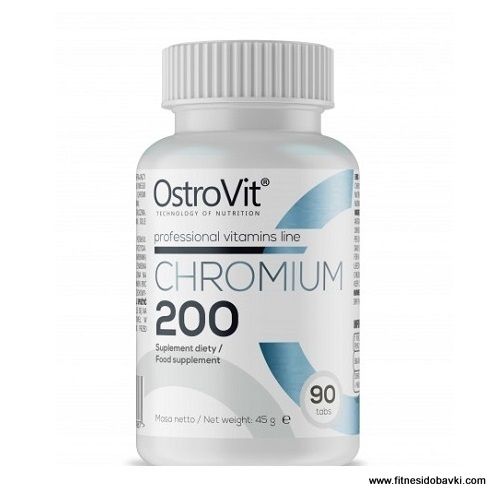 OstroVit®
TECHNOLOGY OF NUTRITION
professional vitamins line
CHROMIUM
200
Suplement diety /
Food supplement
90
tabs
Masa netto / Net weight: 45 g ℮
www.fitnesidobavki.com